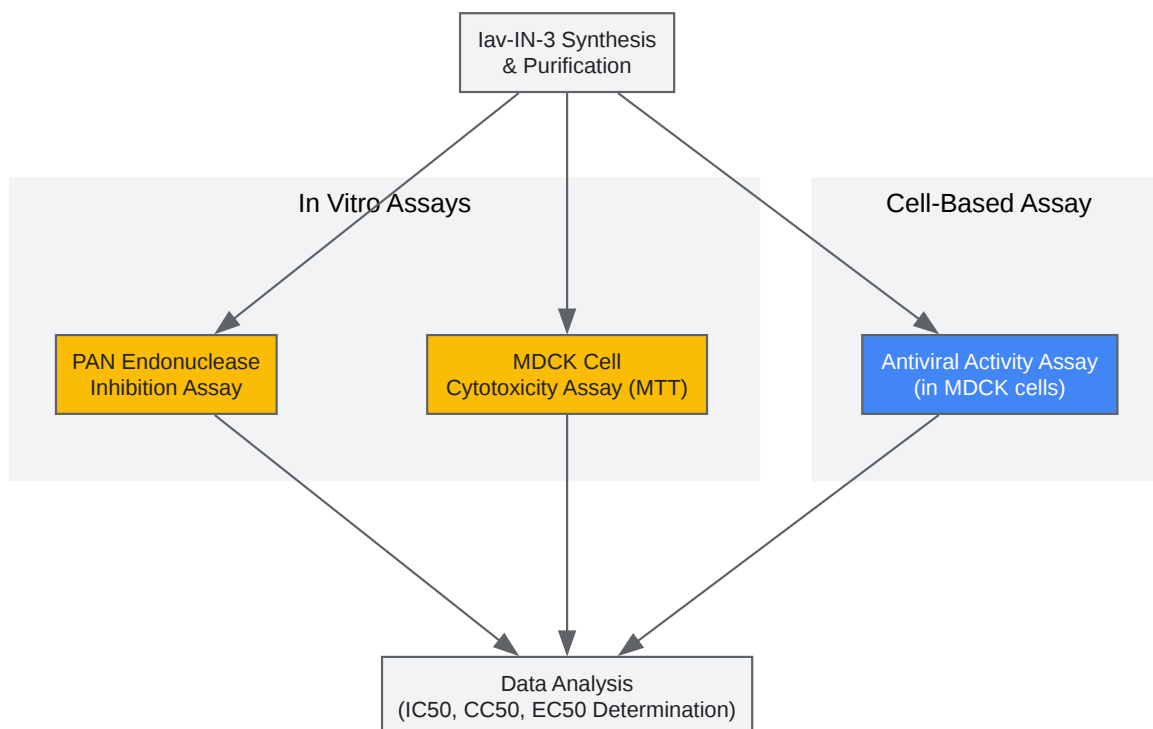 Iav-IN-3 Synthesis
& Purification
In Vitro Assays
Cell-Based Assay
PAN Endonuclease
Inhibition Assay
MDCK Cell
Cytotoxicity Assay (MTT)
Antiviral Activity Assay
(in MDCK cells)
Data Analysis
(IC50, CC50, EC50 Determination)